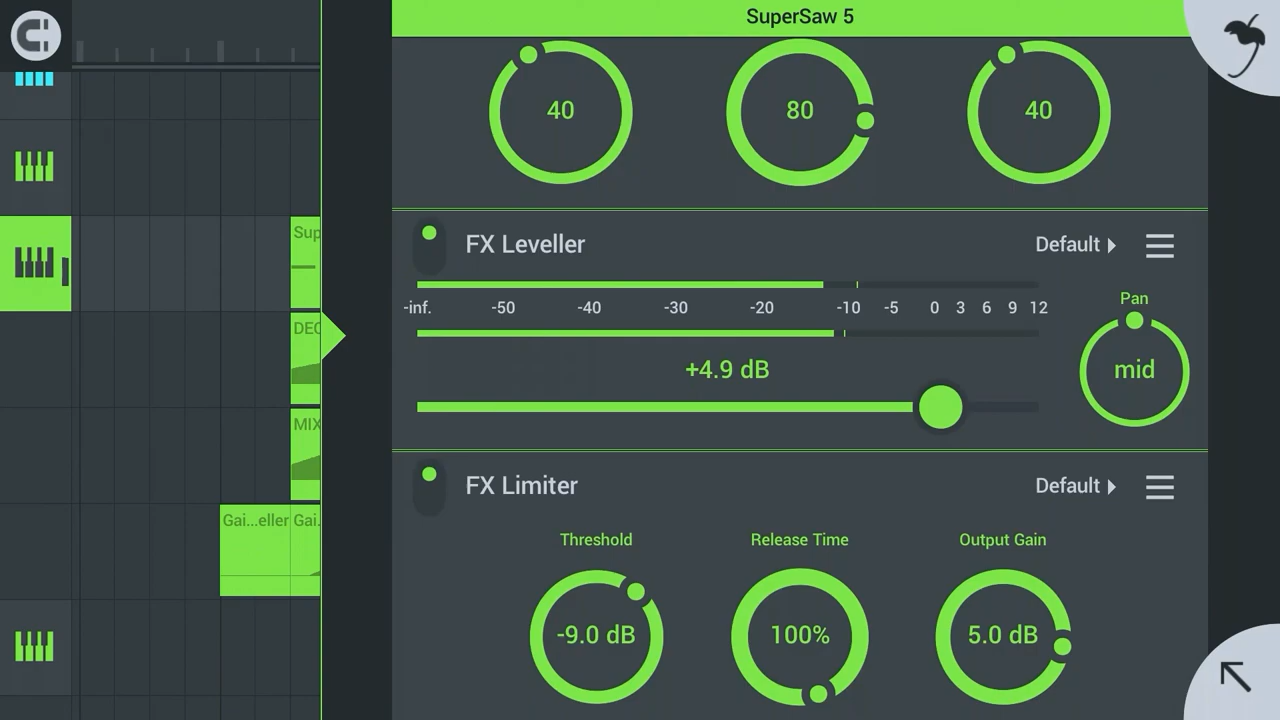 SuperSaw 5
40
80
40
FX Leveller
Default
Sup
-inf. -50 -40 -30 -20 -10 -5 0 3 6 9 12
Pan
DEC
+4.9 dB
mid
MIX
FX Limiter
Default
Gai...eller Gai.
Threshold
Release Time
Output Gain
-9.0 dB
100%
5.0 dB